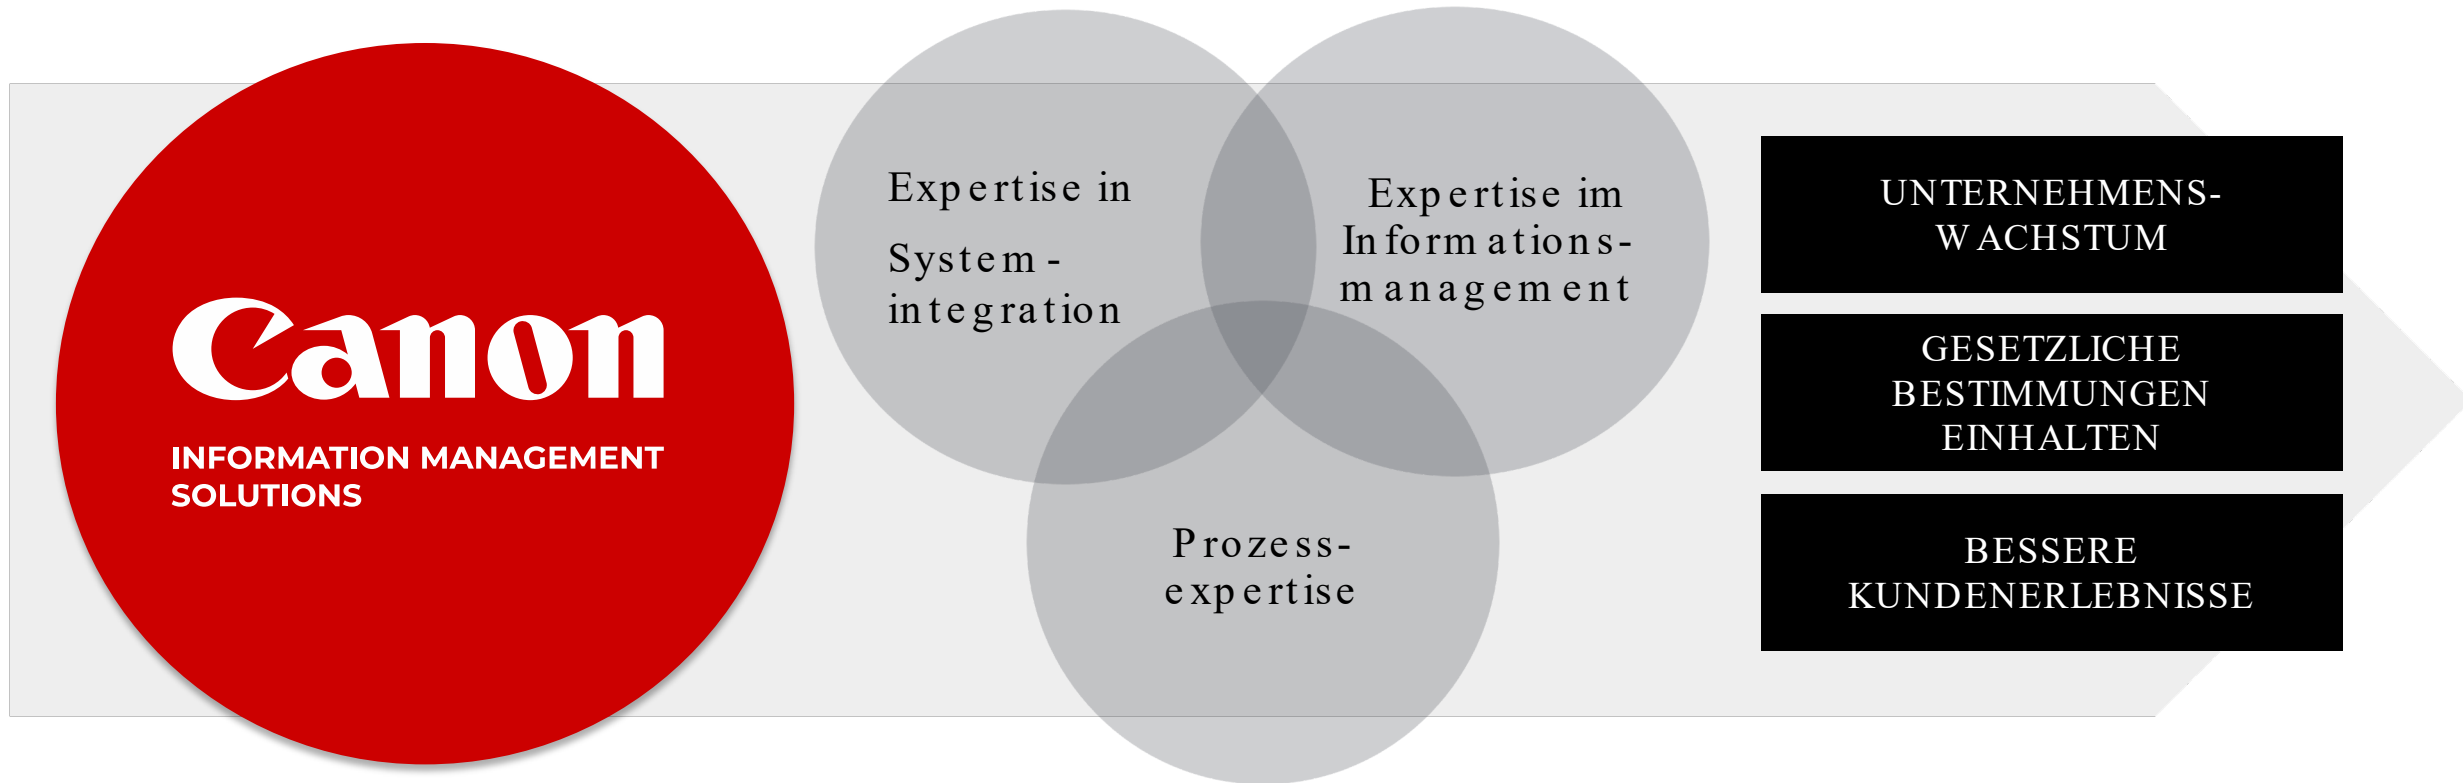 Canon
INFORMATION MANAGEMENT
SOLUTIONS
Expertise in
System-
integration
Expertise im
Informations-
management
Prozess-
expertise
UNTERNEHMENS-
WACHSTUM
GESETZLICHE
BESTIMMUNGEN
EINHALTEN
BESSERE
KUNDENERLEBNISSE